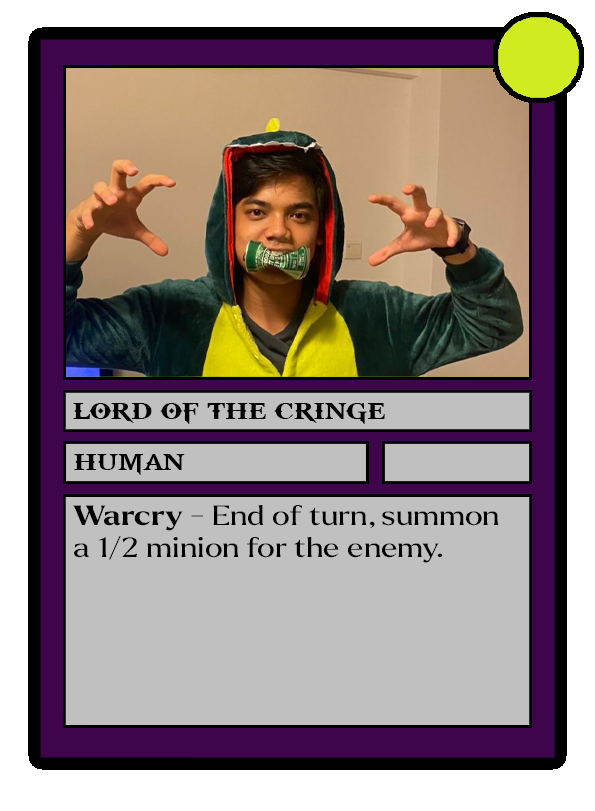 LORD OF THE CRINGE
HUMAN
Warcry – End of turn, summon
a 1/2 minion for the enemy.